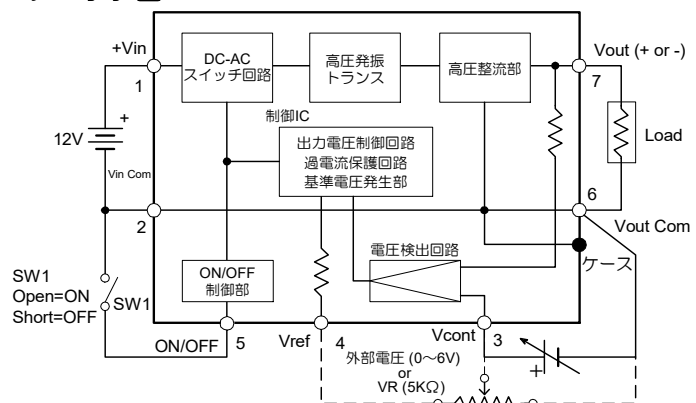 +Vin
1
DC-AC
スイッチ回路
高圧発振
トランス
高圧整流部
Vout (+ or -)
7
制御IC
出力電圧制御回路
過電流保護回路
基準電圧発生部
+
12V
Vin Com
Load
2
6
Vout Com
ケース
電圧検出回路
ON/OFF
制御部
SW1
Open=ON
Short=OFF
SW1
ON/OFF
5
Vref
4
Vcont
3
外部電圧 (0～6V)
or
VR (5KΩ)
+